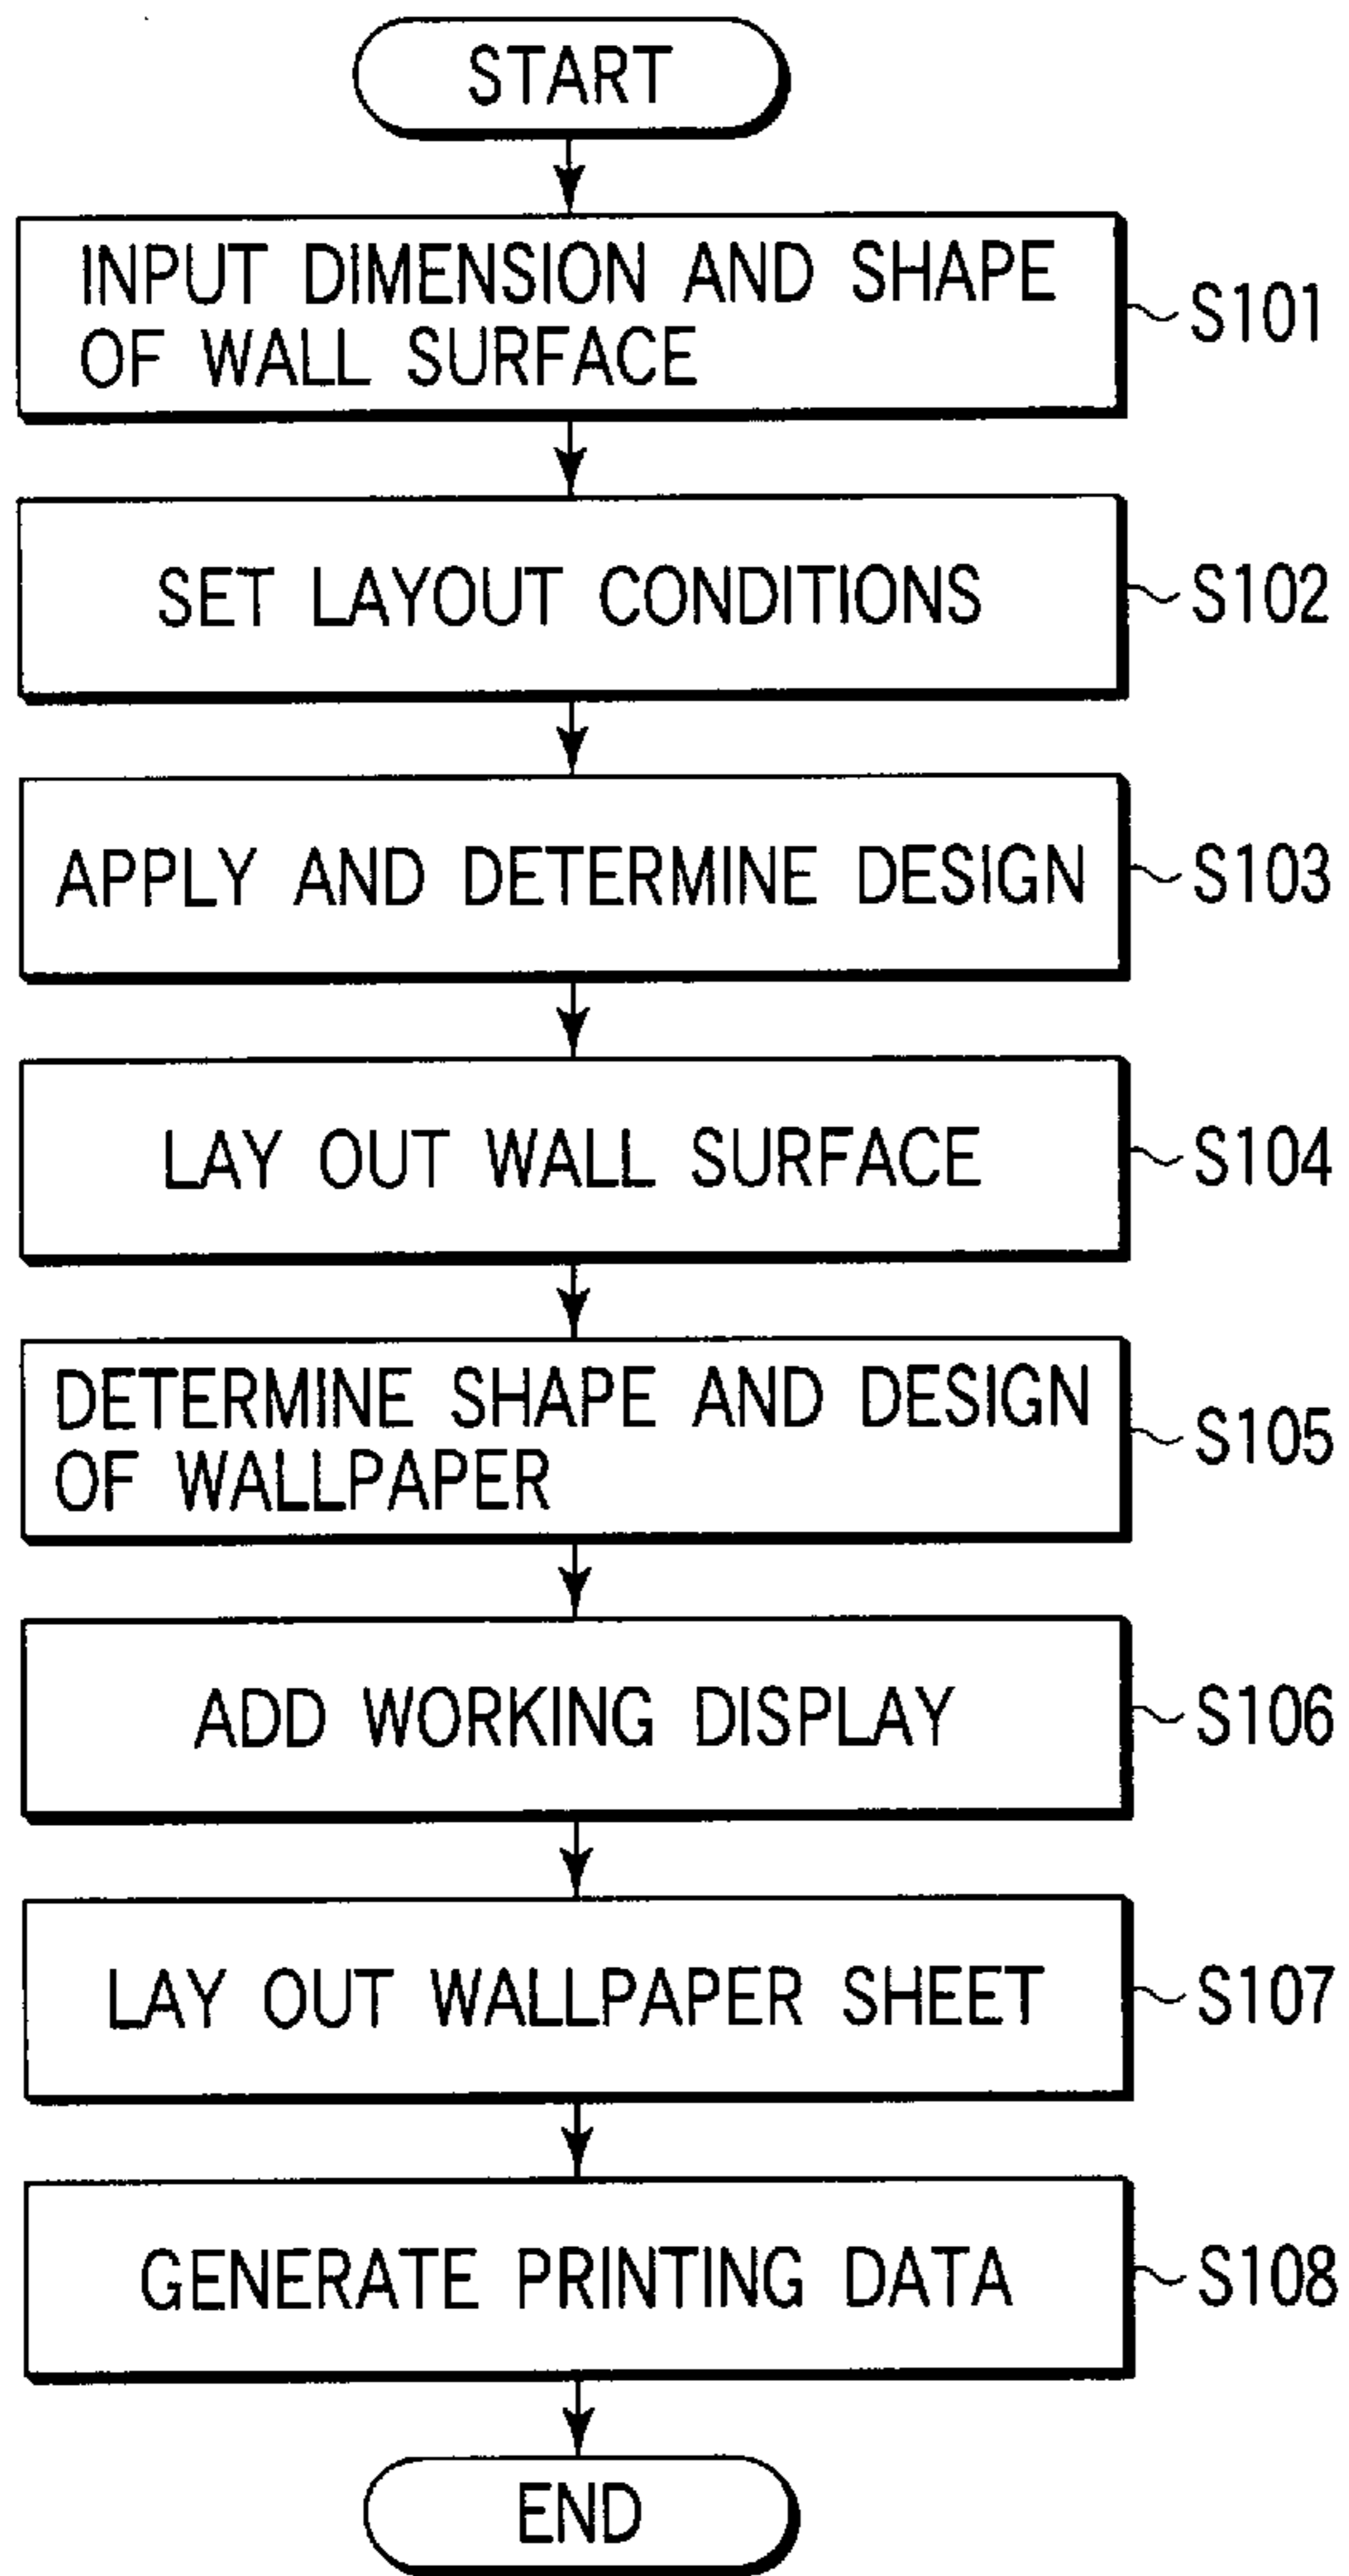 START
INPUT DIMENSION AND SHAPE
OF WALL SURFACE
S101
SET LAYOUT CONDITIONS
S102
APPLY AND DETERMINE DESIGN
S103
LAY OUT WALL SURFACE
S104
DETERMINE SHAPE AND DESIGN
OF WALLPAPER
S105
ADD WORKING DISPLAY
S106
LAY OUT WALLPAPER SHEET
S107
GENERATE PRINTING DATA
S108
END